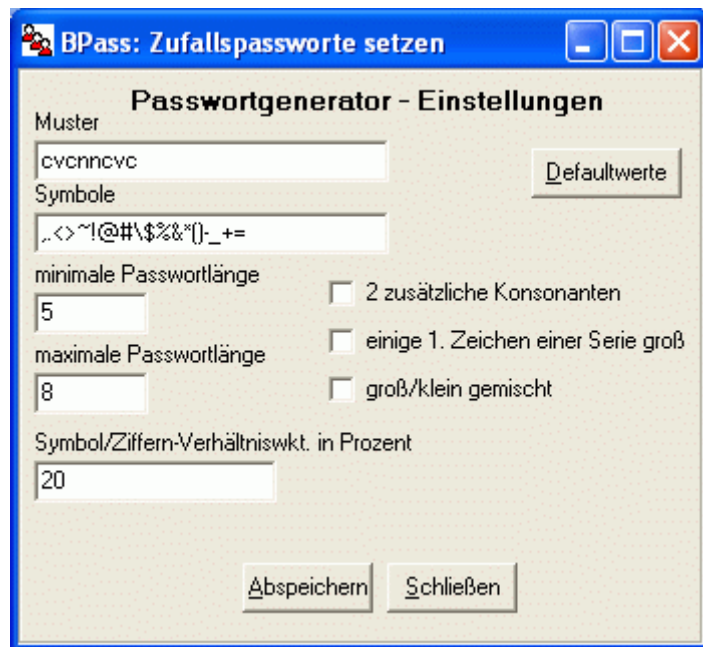 BPass: Zufallspassworte setzen
Passwortgenerator - Einstellungen
Muster
cvcnncvc
Defaultwerte
Symbole
,.<>~!@#\$%&*()-_+=
minimale Passwortlänge
5
2 zusätzliche Konsonanten
einige 1. Zeichen einer Serie groß
maximale Passwortlänge
8
groß/klein gemischt
Symbol/Ziffern-Verhältniswkt. in Prozent
20
Abspeichern
Schließen